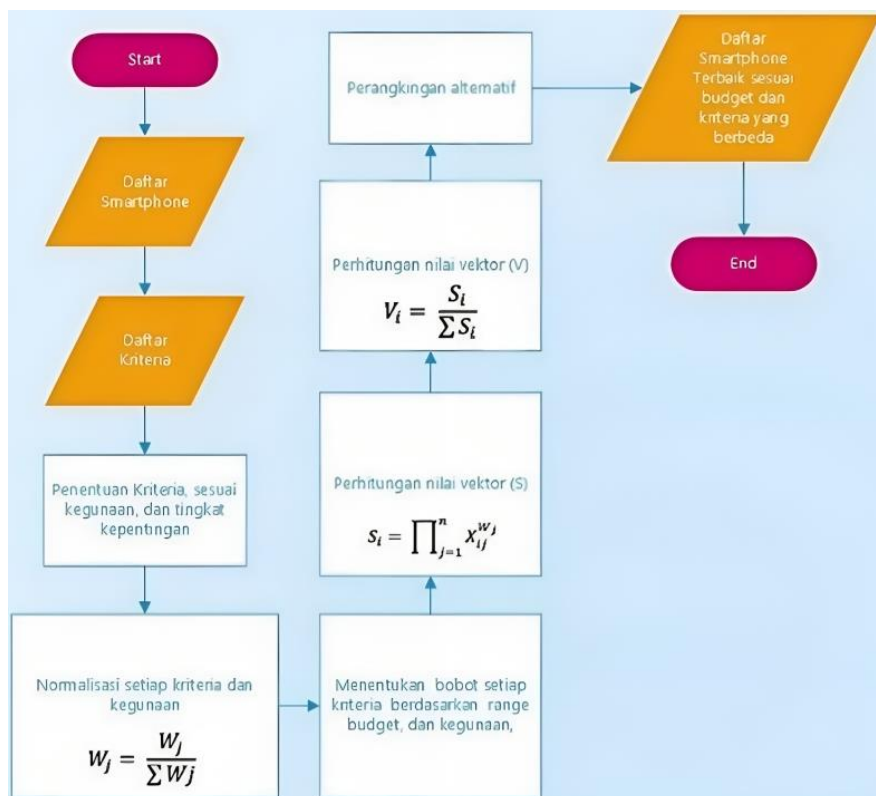 Start
Daftar
Smartphone
Daftar
Kriteria
Penentuan Kriteria, sesuai
kegunaan, dan tingkat
kepentingan
Normalisasi setiap kriteria dan
kegunaan
W_j = W_j / ∑ Wj
Menentukan bobot setiap
kriteria berdasarkan range
budget, dan kegunaan,
Perhitungan nilai vektor (S)
S_i = ∏_{j=1}^{n} X_{ij}^{W_j}
Perhitungan nilai vektor (V)
V_i = S_i / ∑ S_i
Perangkingan alternatif
Daftar
Smartphone
Terbaik sesuai
budget dan
kriteria yang
berbeda
End